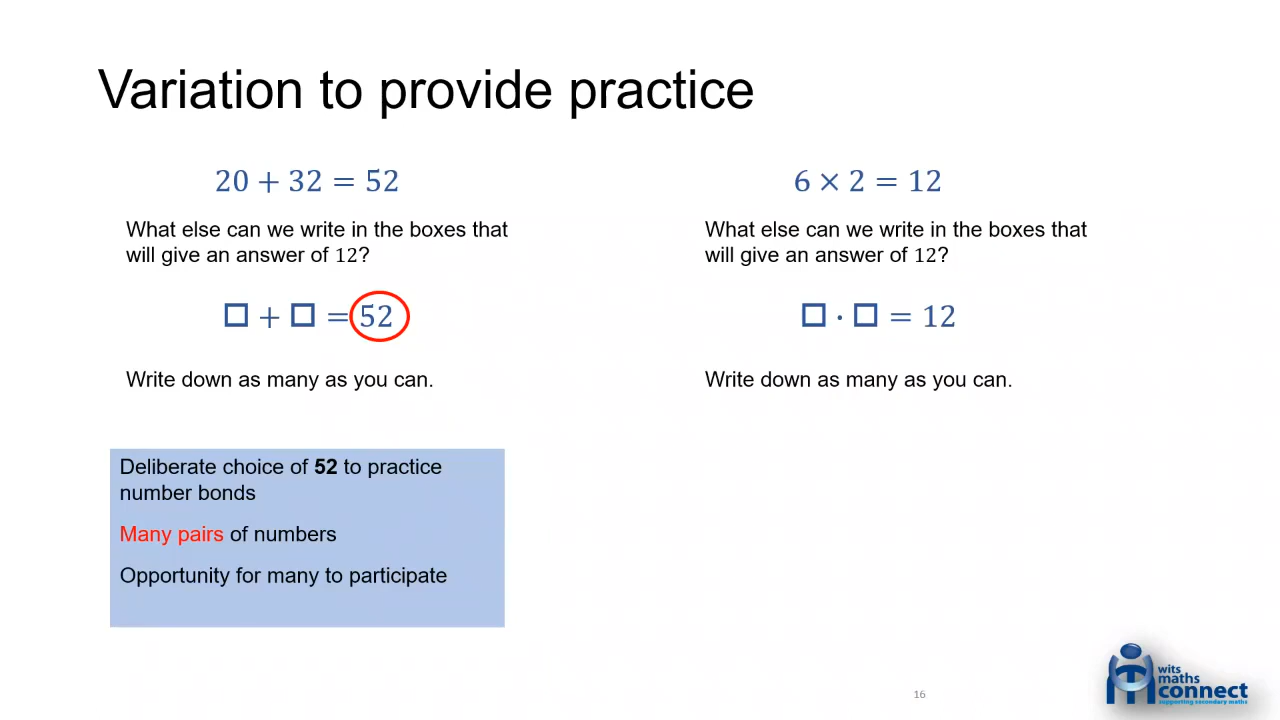 Variation to provide practice
20 + 32 = 52
What else can we write in the boxes that
will give an answer of 12?
□ + □ = 52
Write down as many as you can.
6 × 2 = 12
What else can we write in the boxes that
will give an answer of 12?
□ · □ = 12
Write down as many as you can.
Deliberate choice of 52 to practice
number bonds
Many pairs of numbers
Opportunity for many to participate
16
wits
maths
connect
supporting secondary maths